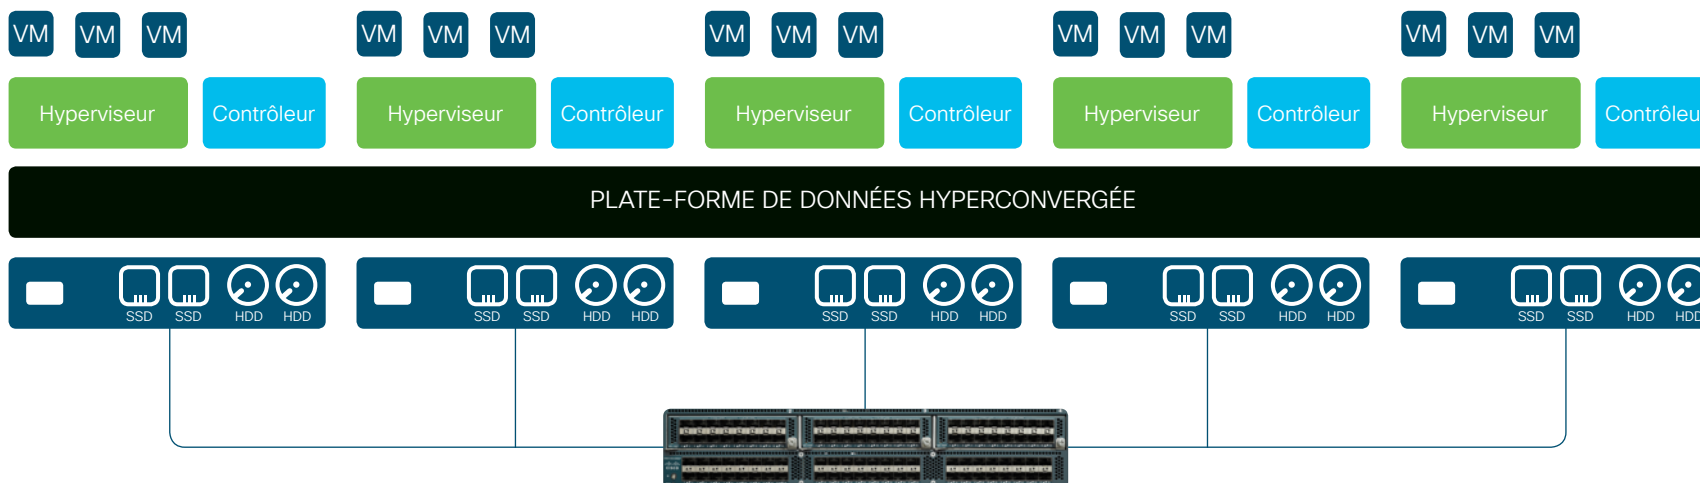 VM VM VM VM VM VM VM VM VM VM VM VM VM VM VM
Hyperviseur Contrôleur Hyperviseur Contrôleur Hyperviseur Contrôleur Hyperviseur Contrôleur Hyperviseur Contrôleur
PLATE-FORME DE DONNÉES HYPERCONVERGÉE
SSD SSD HDD HDD SSD SSD HDD HDD SSD SSD HDD HDD SSD SSD HDD HDD SSD SSD HDD HDD